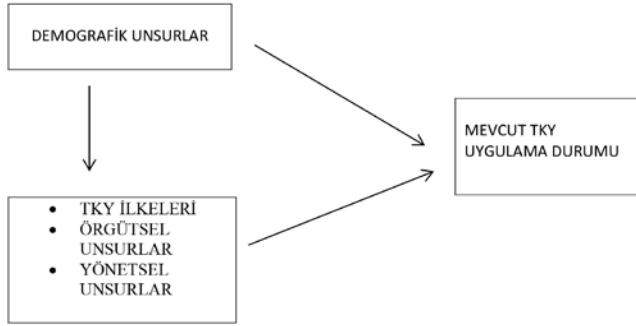 DEMOGRAFİK UNSURLAR
MEVCUT TKY
UYGULAMA DURUMU
• TKY İLKELERİ
• ÖRGÜTSEL
UNSURLAR
• YÖNETSEL
UNSURLAR